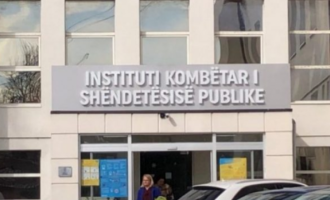 INSTITUTI KOMBËTAR I
SHËNDETËSISË PUBLIKE